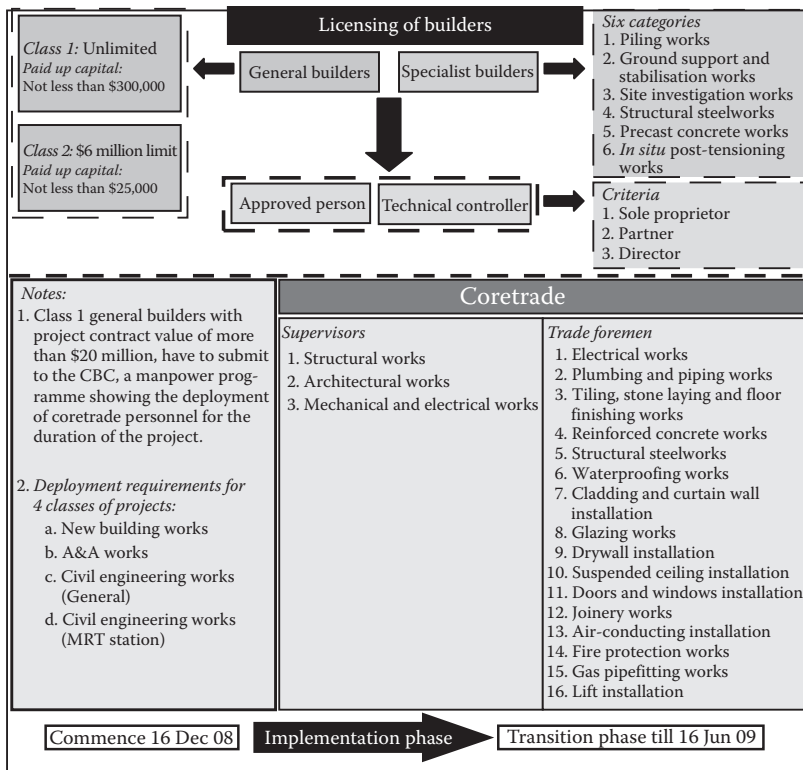 Licensing of builders
Class 1: Unlimited
Paid up capital:
Not less than $300,000
Class 2: $6 million limit
Paid up capital:
Not less than $25,000
General builders
Specialist builders
Six categories
1. Piling works
2. Ground support and
stabilisation works
3. Site investigation works
4. Structural steelworks
5. Precast concrete works
6. In situ post-tensioning
works
Approved person
Technical controller
Criteria
1. Sole proprietor
2. Partner
3. Director
Notes:
1. Class 1 general builders with
project contract value of more
than $20 million, have to submit
to the CBC, a manpower prog-
ramme showing the deployment
of coretrade personnel for the
duration of the project.
2. Deployment requirements for
4 classes of projects:
a. New building works
b. A&A works
c. Civil engineering works
(General)
d. Civil engineering works
(MRT station)
Coretrade
Supervisors
1. Structural works
2. Architectural works
3. Mechanical and electrical works
Trade foremen
1. Electrical works
2. Plumbing and piping works
3. Tiling, stone laying and floor
finishing works
4. Reinforced concrete works
5. Structural steelworks
6. Waterproofing works
7. Cladding and curtain wall
installation
8. Glazing works
9. Drywall installation
10. Suspended ceiling installation
11. Doors and windows installation
12. Joinery works
13. Air-conducting installation
14. Fire protection works
15. Gas pipefitting works
16. Lift installation
Commence 16 Dec 08
Implementation phase
Transition phase till 16 Jun 09